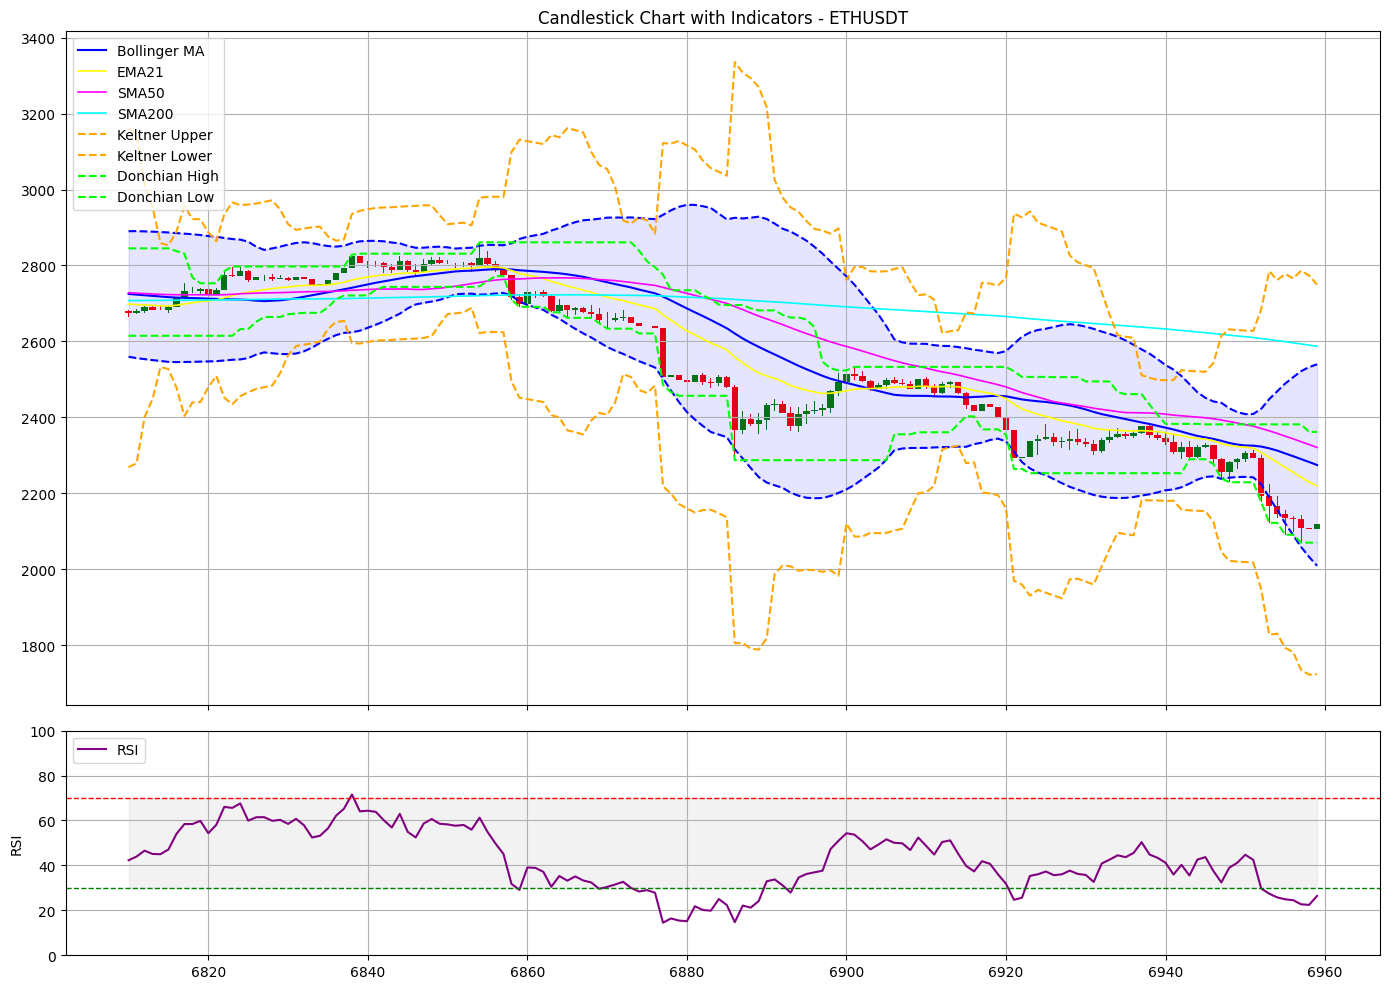 Candlestick Chart with Indicators - ETHUSDT
3400
3200
3000
2800
2600
2400
2200
2000
1800
Bollinger MA
EMA21
SMA50
SMA200
Keltner Upper
Keltner Lower
Donchian High
Donchian Low
100
80
60
40
20
0
RSI
RSI
6820
6840
6860
6880
6900
6920
6940
6960